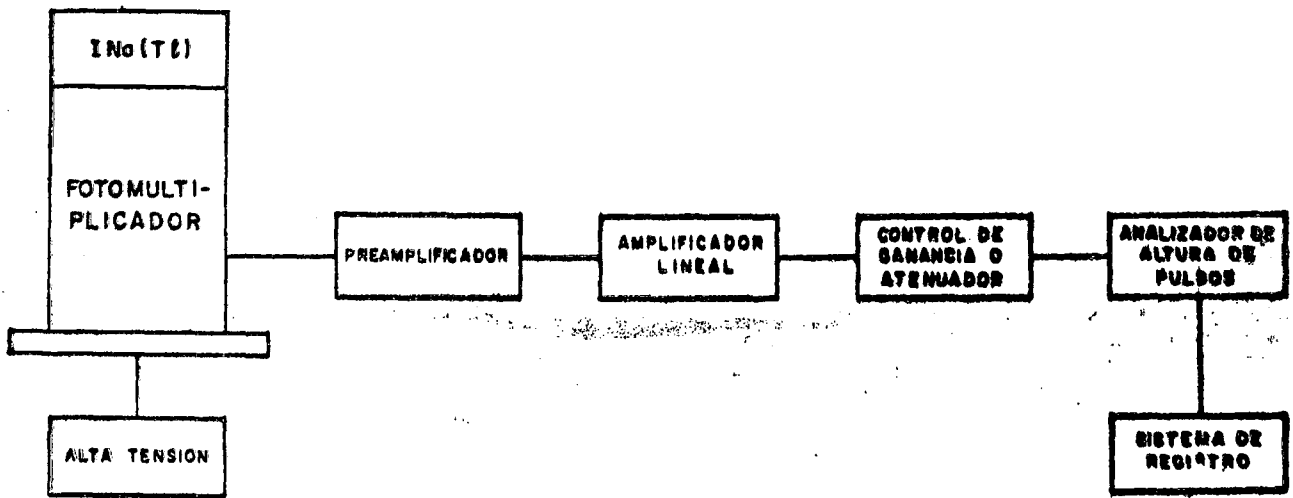 INa(Tl)
FOTOMULTI-
PLICADOR
PREAMPLIFICADOR
AMPLIFICADOR
LINEAL
CONTROL DE
GANANCIA O
ATENUADOR
ANALIZADOR DE
ALTURA DE
PULSOS
ALTA TENSION
SISTEMA DE
REGISTRO